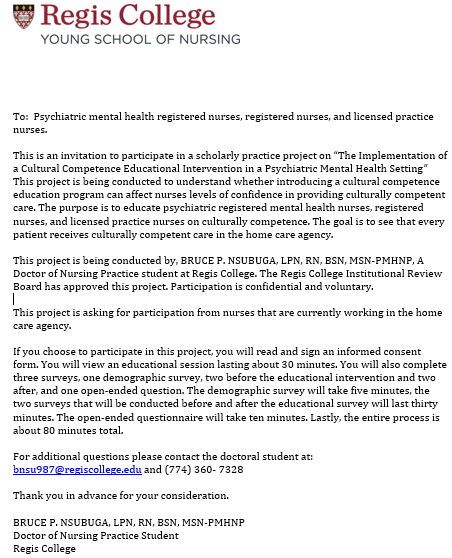 Regis College
YOUNG SCHOOL OF NURSING
To:  Psychiatric mental health registered nurses, registered nurses, and licensed practice
nurses.
This is an invitation to participate in a scholarly practice project on “The Implementation of
a Cultural Competence Educational Intervention in a Psychiatric Mental Health Setting”
This project is being conducted to understand whether introducing a cultural competence
education program can affect nurses levels of confidence in providing culturally competent
care. The purpose is to educate psychiatric registered mental health nurses, registered
nurses, and licensed practice nurses on culturally competence. The goal is to see that every
patient receives culturally competent care in the home care agency.
This project is being conducted by, BRUCE P. NSUBUGA, LPN, RN, BSN, MSN-PMHNP, A
Doctor of Nursing Practice student at Regis College. The Regis College Institutional Review
Board has approved this project. Participation is confidential and voluntary.
This project is asking for participation from nurses that are currently working in the home
care agency.
If you choose to participate in this project, you will read and sign an informed consent
form. You will view an educational session lasting about 30 minutes. You will also complete
three surveys, one demographic survey, two before the educational intervention and two
after, and one open-ended question. The demographic survey will take five minutes, the
two surveys that will be conducted before and after the educational survey will last thirty
minutes. The open-ended questionnaire will take ten minutes. Lastly, the entire process is
about 80 minutes total.
For additional questions please contact the doctoral student at:
bnsu987@regiscollege.edu and (774) 360- 7328
Thank you in advance for your consideration.
BRUCE P. NSUBUGA, LPN, RN, BSN, MSN-PMHNP
Doctor of Nursing Practice Student
Regis College